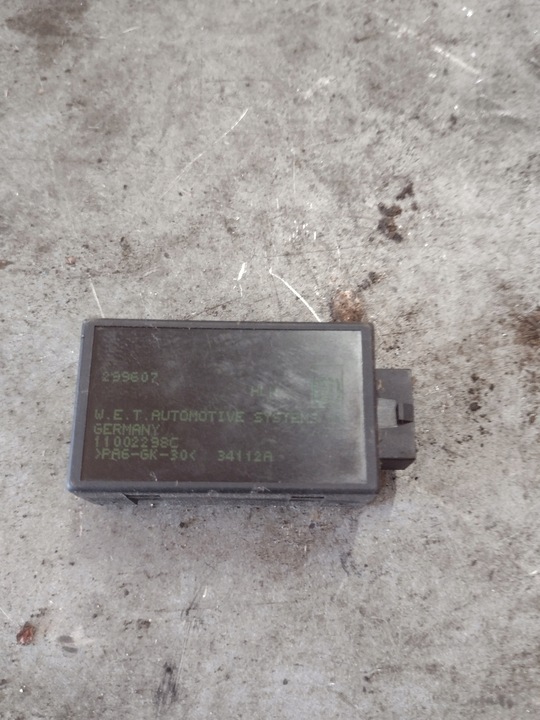 299607
W.E.T.AUTOMOTIVE SYSTEMS
GERMANY
11002298C
>PA6-GK-30< 34112A